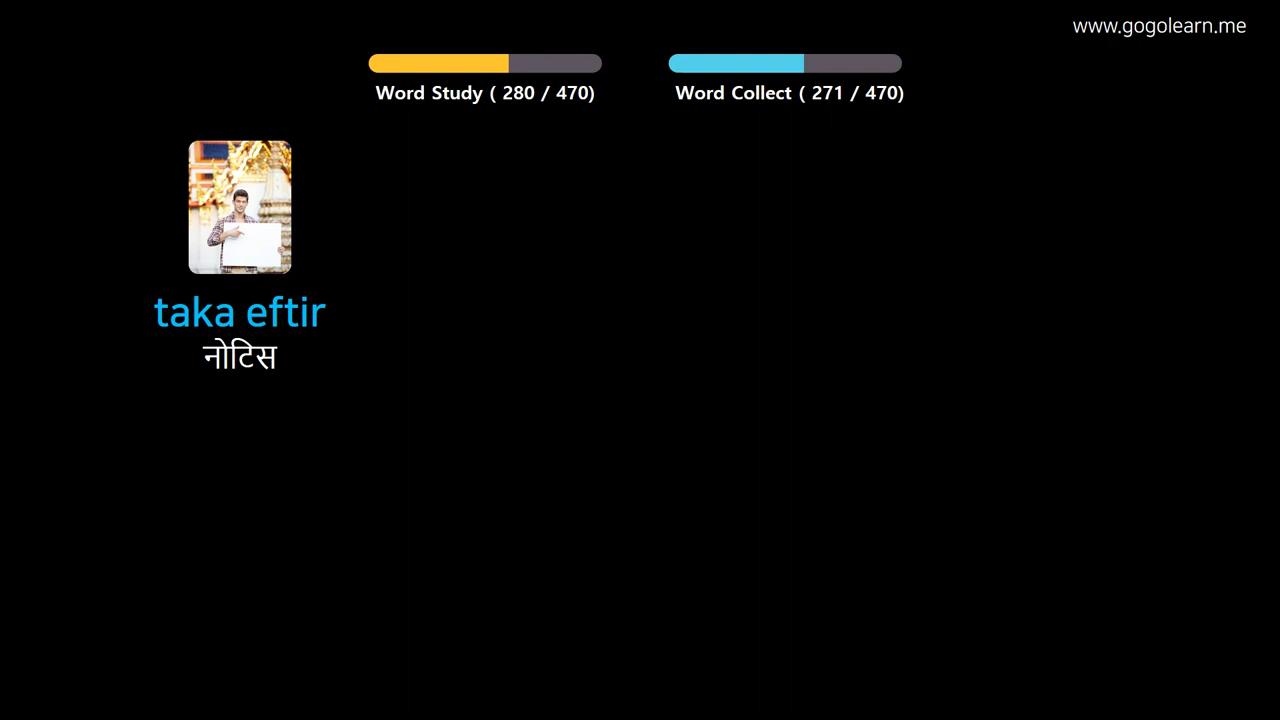 www.gogolearn.me
Word Study ( 280 / 470)
Word Collect ( 271 / 470)
taka eftir
नोटिस